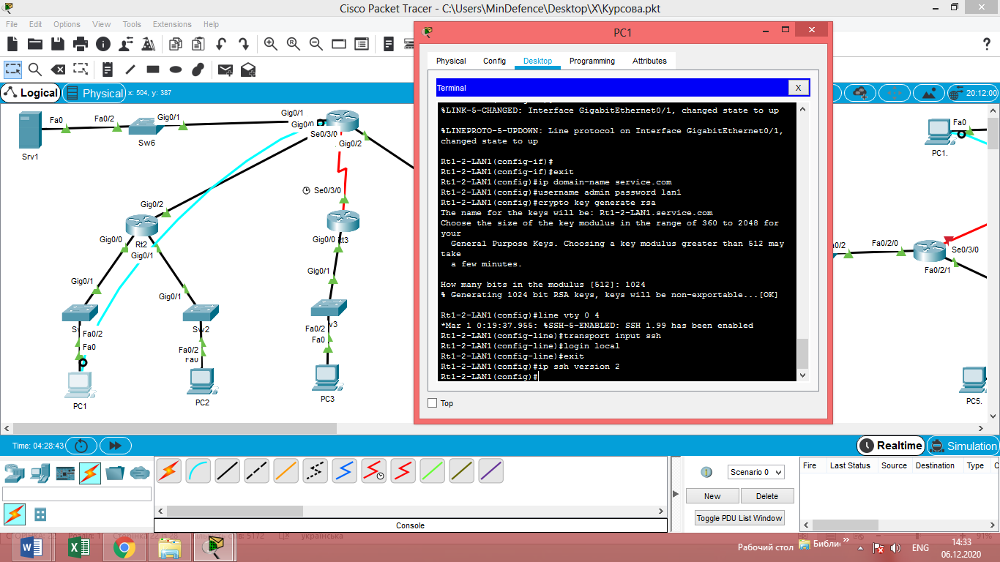 Cisco Packet Tracer - C:\Users\MinDefence\Desktop\X\Курсова.pkt
File Edit Options View Tools Extensions Help
Logical
Physical
x: 504, y: 387
20:12:00
Fa0
Fa0/2
Gig0/1
Srv1
Sw6
Gig0/1
Gig0/0
Se0/3/0
Gig0/2
Se0/3/0
Gig0/2
Rt2
Gig0/0
Gig0/1
Gig0/0
Gig0/1
Gig0/1
Gig0/1
Fa0/2
Fa0
PC1
Sw2
Fa0/2
Fa0
PC2
Fa0/2
Fa0
PC3
PC1
Physical Config Desktop Programming Attributes
Terminal
X
%LINK-5-CHANGED: Interface GigabitEthernet0/1, changed state to up
%LINEPROTO-5-UPDOWN: Line protocol on Interface GigabitEthernet0/1,
changed state to up
Rt1-2-LAN1(config-if)#
Rt1-2-LAN1(config-if)#exit
Rt1-2-LAN1(config)#ip domain-name service.com
Rt1-2-LAN1(config)#username admin password lan1
Rt1-2-LAN1(config)#crypto key generate rsa
The name for the keys will be: Rt1-2-LAN1.service.com
Choose the size of the key modulus in the range of 360 to 2048 for
your
General Purpose Keys. Choosing a key modulus greater than 512 may
take
a few minutes.
How many bits in the modulus [512]: 1024
% Generating 1024 bit RSA keys, keys will be non-exportable...[OK]
Rt1-2-LAN1(config)#line vty 0 4
*Mar 1 0:19:37.955: %SSH-5-ENABLED: SSH 1.99 has been enabled
Rt1-2-LAN1(config-line)#transport input ssh
Rt1-2-LAN1(config-line)#login local
Rt1-2-LAN1(config-line)#exit
Rt1-2-LAN1(config)#ip ssh version 2
Rt1-2-LAN1(config)#
Top
Fa0
PC1.
Fa0/2/0
Se0/3/0
Fa0/2/1
PC5.
Time: 04:28:43
Realtime
Simulation
Scenario 0
New
Delete
Toggle PDU List Window
Fire Last Status Source Destination Type
Console
українська
Рабочий стол
ENG
14:33
06.12.2020